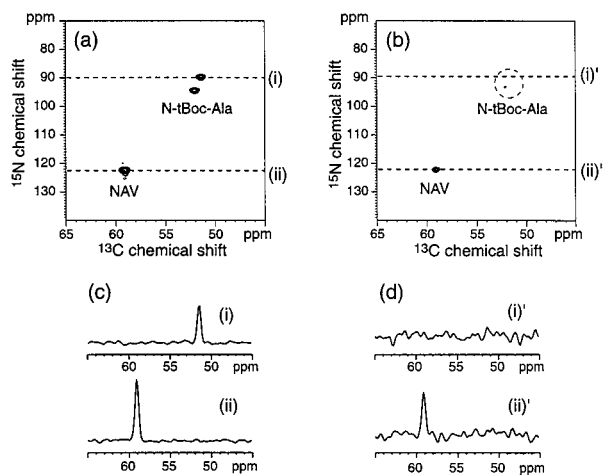 ppm
(a)
80
90
100
110
120
130
15N chemical shift
(i)
N-tBoc-Ala
(ii)
NAV
65 60 55 50 ppm
13C chemical shift
ppm
(b)
80
90
100
110
120
130
15N chemical shift
(i)'
N-tBoc-Ala
(ii)'
NAV
65 60 55 50 ppm
13C chemical shift
(c)
(i)
60 55 50 ppm
(ii)
60 55 50 ppm
(d)
(i)'
60 55 50 ppm
(ii)'
60 55 50 ppm